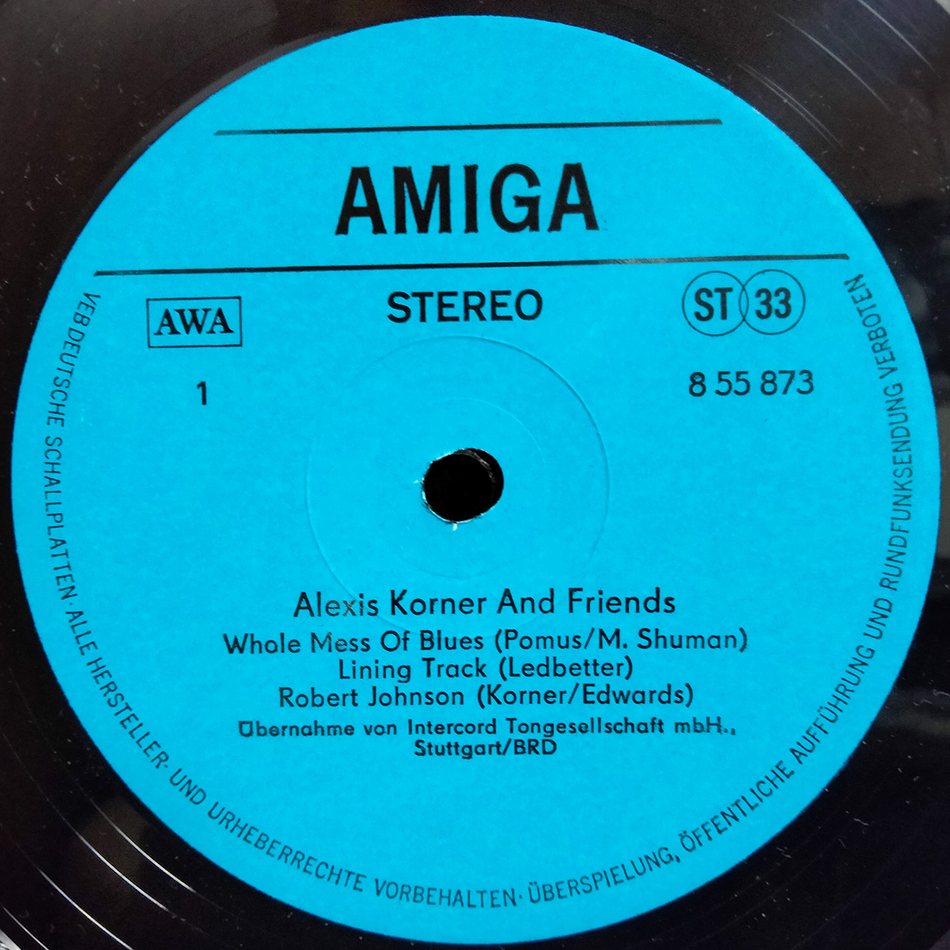 AMIGA
AWA
STEREO
ST 33
1
8 55 873
Alexis Korner And Friends
Whole Mess Of Blues (Pomus/M. Shuman)
Lining Track (Ledbetter)
Robert Johnson (Korner/Edwards)
Übernahme von Intercord Tongesellschaft mbH.,
Stuttgart/BRD
VEB DEUTSCHE SCHALLPLATTEN · ALLE HERSTELLER- UND URHEBERRECHTE VORBEHALTEN · ÜBERSPIELUNG, ÖFFENTLICHE AUFFÜHRUNG UND RUNDFUNKSENDUNG VERBOTEN